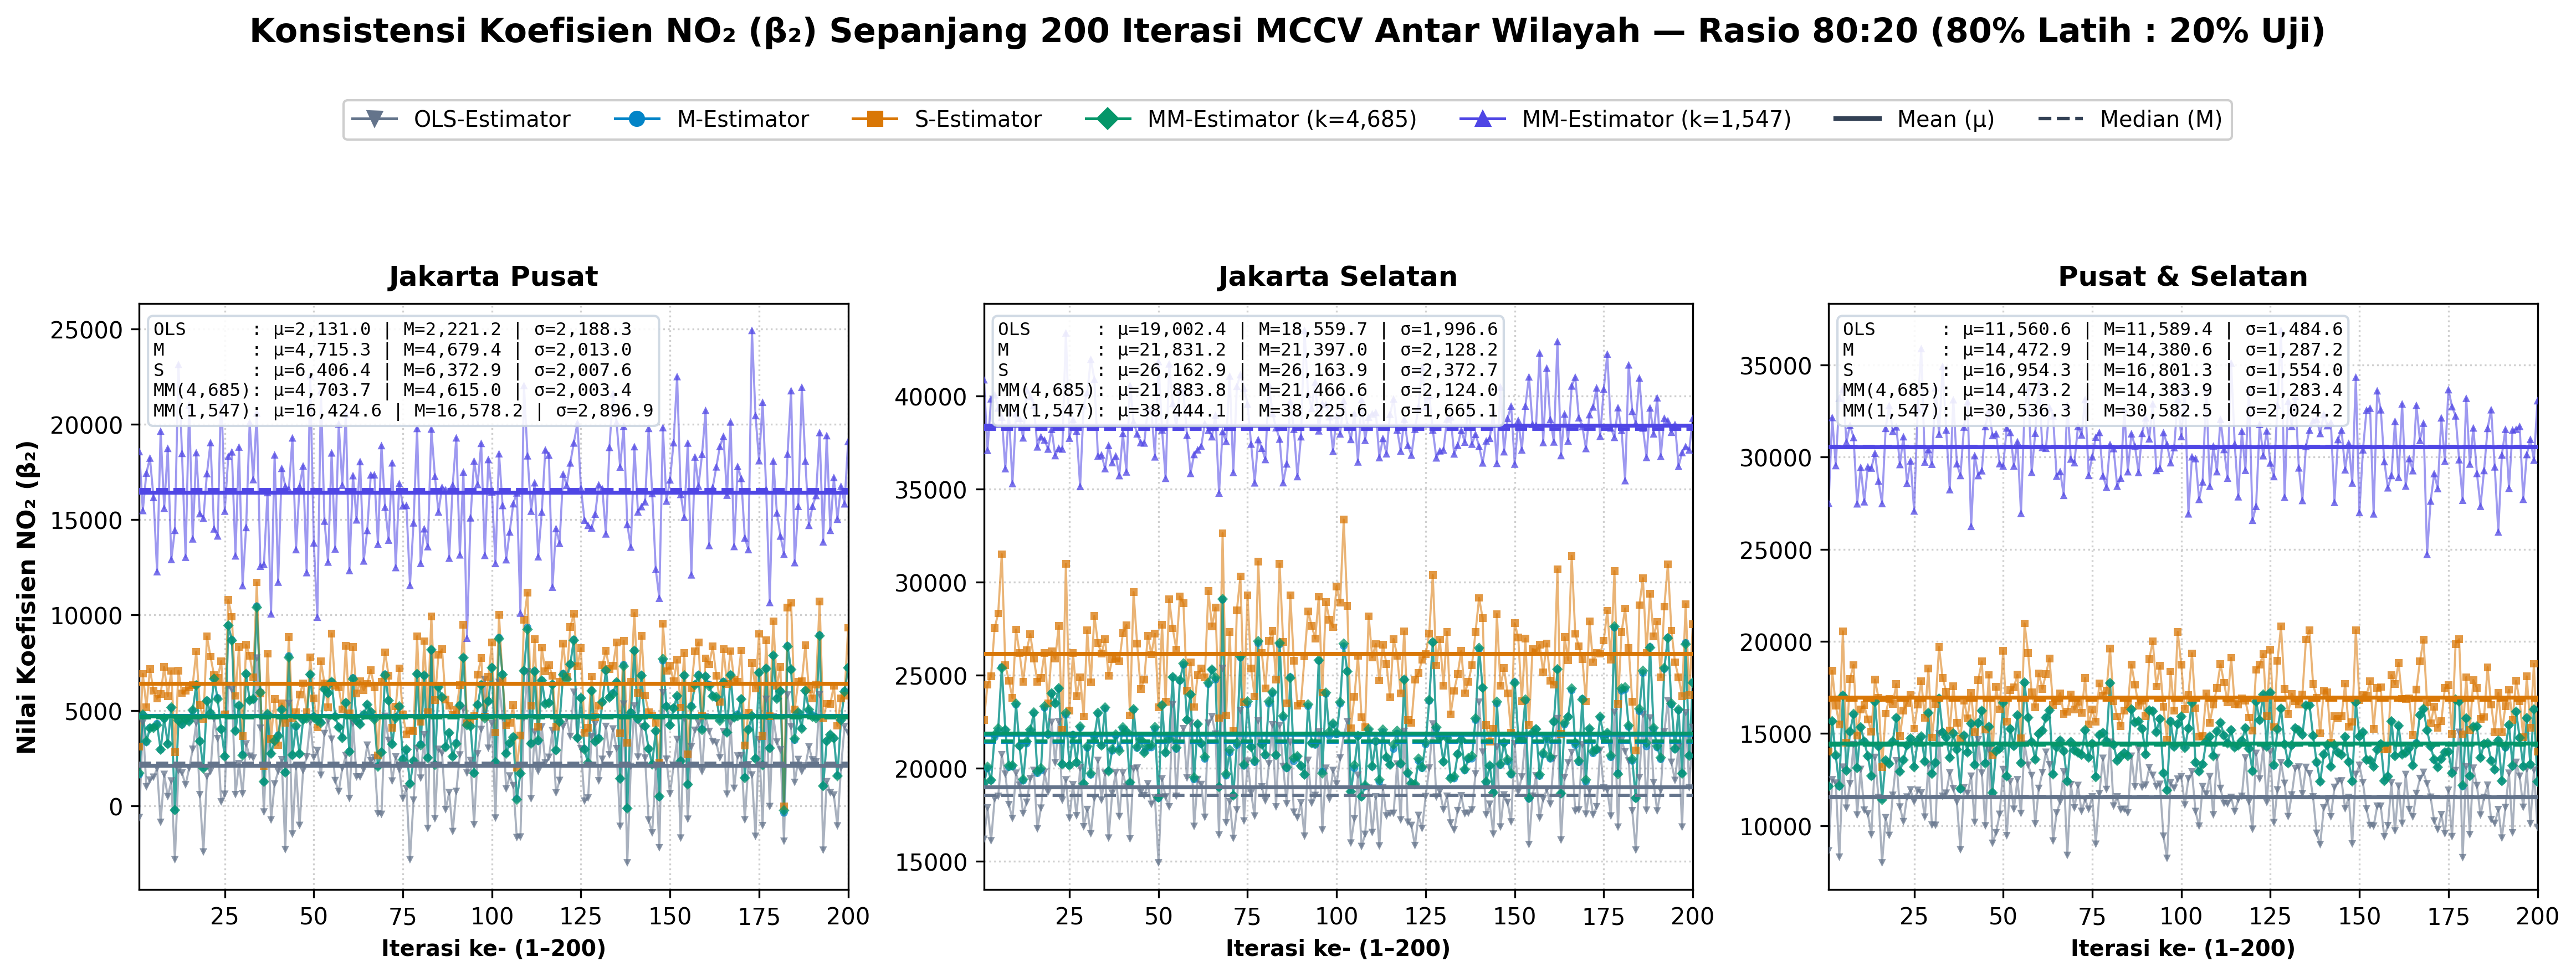 Konsistensi Koefisien NO₂ (β₂) Sepanjang 200 Iterasi MCCV Antar Wilayah — Rasio 80:20 (80% Latih : 20% Uji)
OLS-Estimator M-Estimator S-Estimator MM-Estimator (k=4,685) MM-Estimator (k=1,547) Mean (μ) Median (M)
Jakarta Pusat
Nilai Koefisien NO₂ (β₂)
25000
20000
15000
10000
5000
0
OLS : μ=2,131.0 | M=2,221.2 | σ=2,188.3
M : μ=4,715.3 | M=4,679.4 | σ=2,013.0
S : μ=6,406.4 | M=6,372.9 | σ=2,007.6
MM(4,685): μ=4,703.7 | M=4,615.0 | σ=2,003.4
MM(1,547): μ=16,424.6 | M=16,578.2 | σ=2,896.9
25 50 75 100 125 150 175 200
Iterasi ke- (1–200)
Jakarta Selatan
40000
35000
30000
25000
20000
15000
OLS : μ=19,002.4 | M=18,559.7 | σ=1,996.6
M : μ=21,831.2 | M=21,397.0 | σ=2,128.2
S : μ=26,162.9 | M=26,163.9 | σ=2,372.7
MM(4,685): μ=21,883.8 | M=21,466.6 | σ=2,124.0
MM(1,547): μ=38,444.1 | M=38,225.6 | σ=1,665.1
25 50 75 100 125 150 175 200
Iterasi ke- (1–200)
Pusat & Selatan
35000
30000
25000
20000
15000
10000
OLS : μ=11,560.6 | M=11,589.4 | σ=1,484.6
M : μ=14,472.9 | M=14,380.6 | σ=1,287.2
S : μ=16,954.3 | M=16,801.3 | σ=1,554.0
MM(4,685): μ=14,473.2 | M=14,383.9 | σ=1,283.4
MM(1,547): μ=30,536.3 | M=30,582.5 | σ=2,024.2
25 50 75 100 125 150 175 200
Iterasi ke- (1–200)